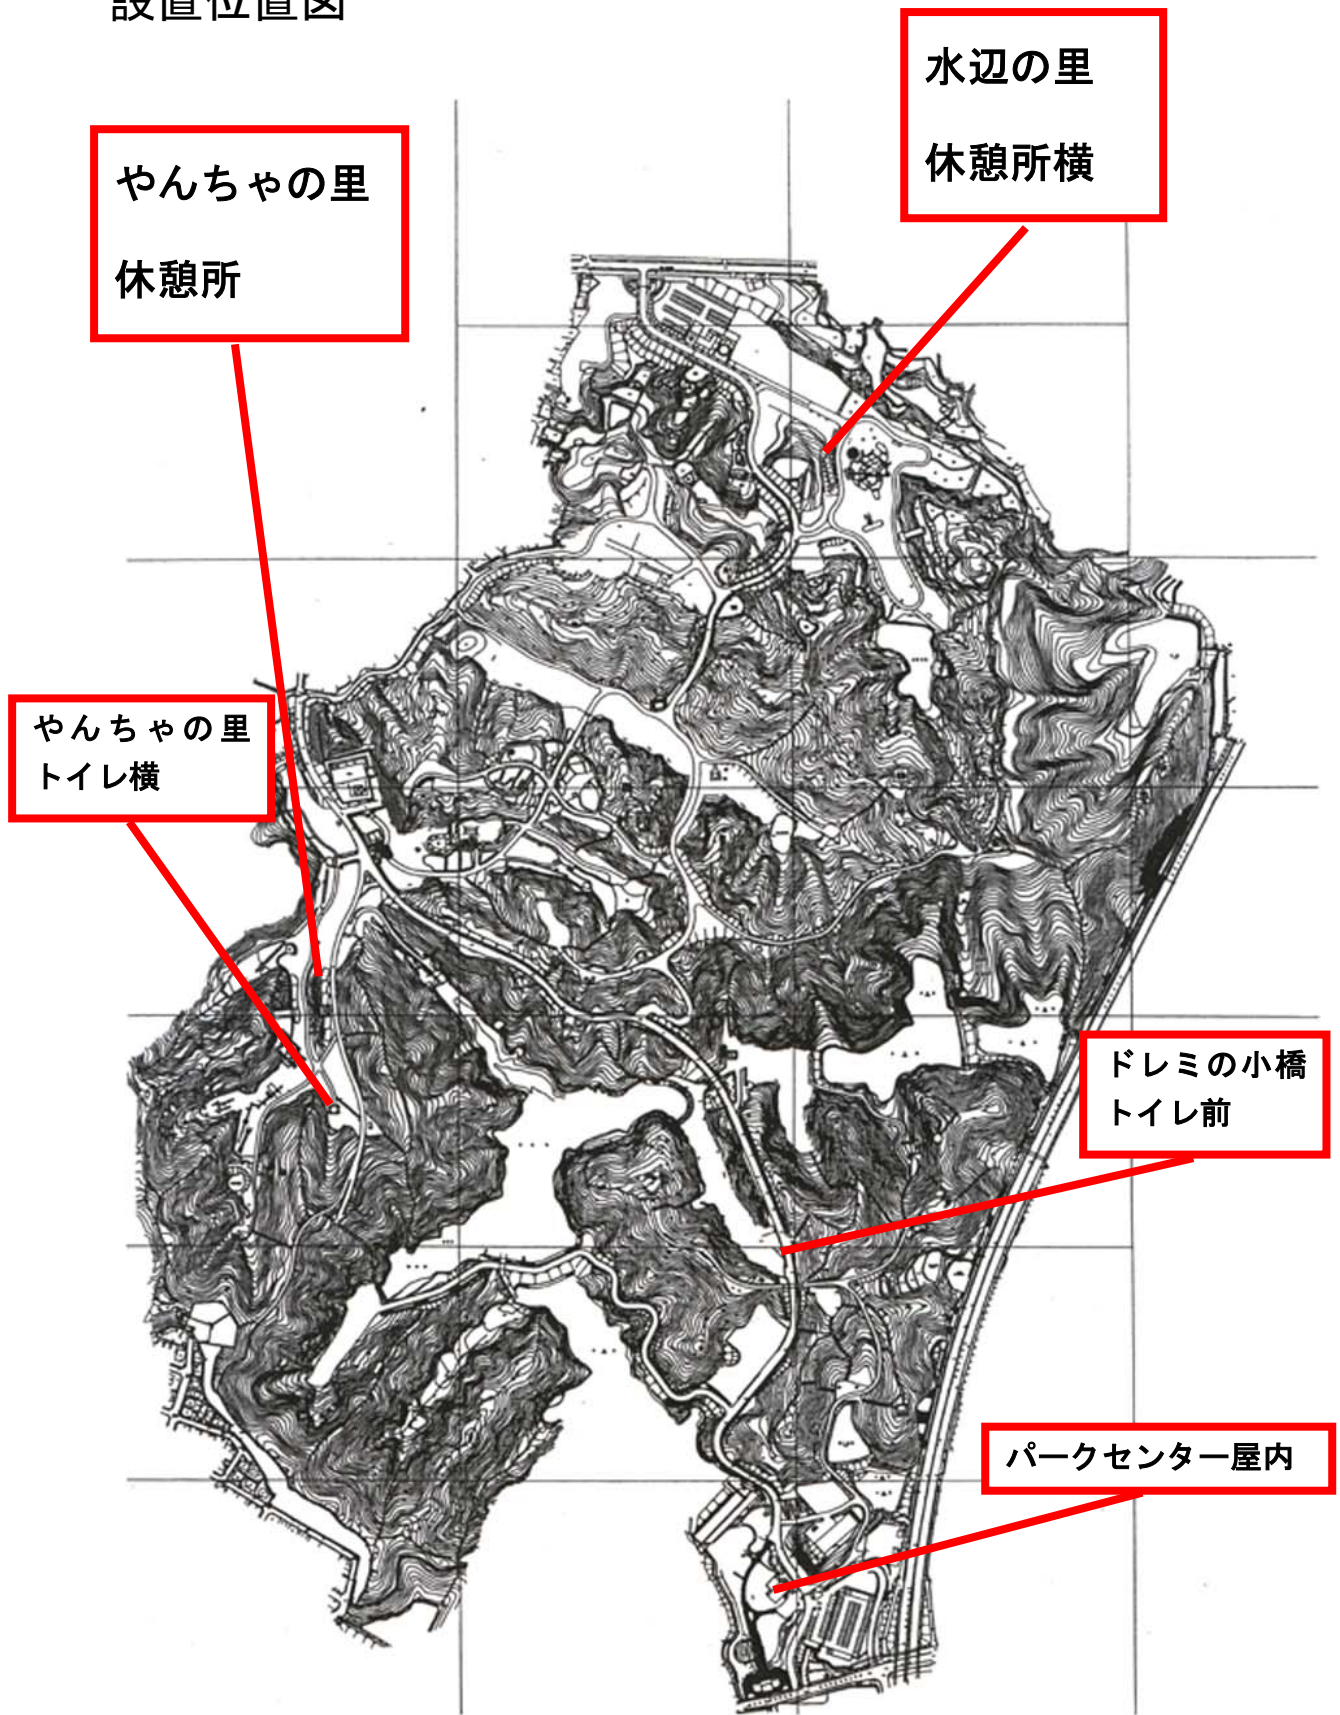 設置位置図
水辺の里
休憩所横
やんちゃの里
休憩所
やんちゃの里
トイレ横
ドレミの小橋
トイレ前
パークセンター屋内